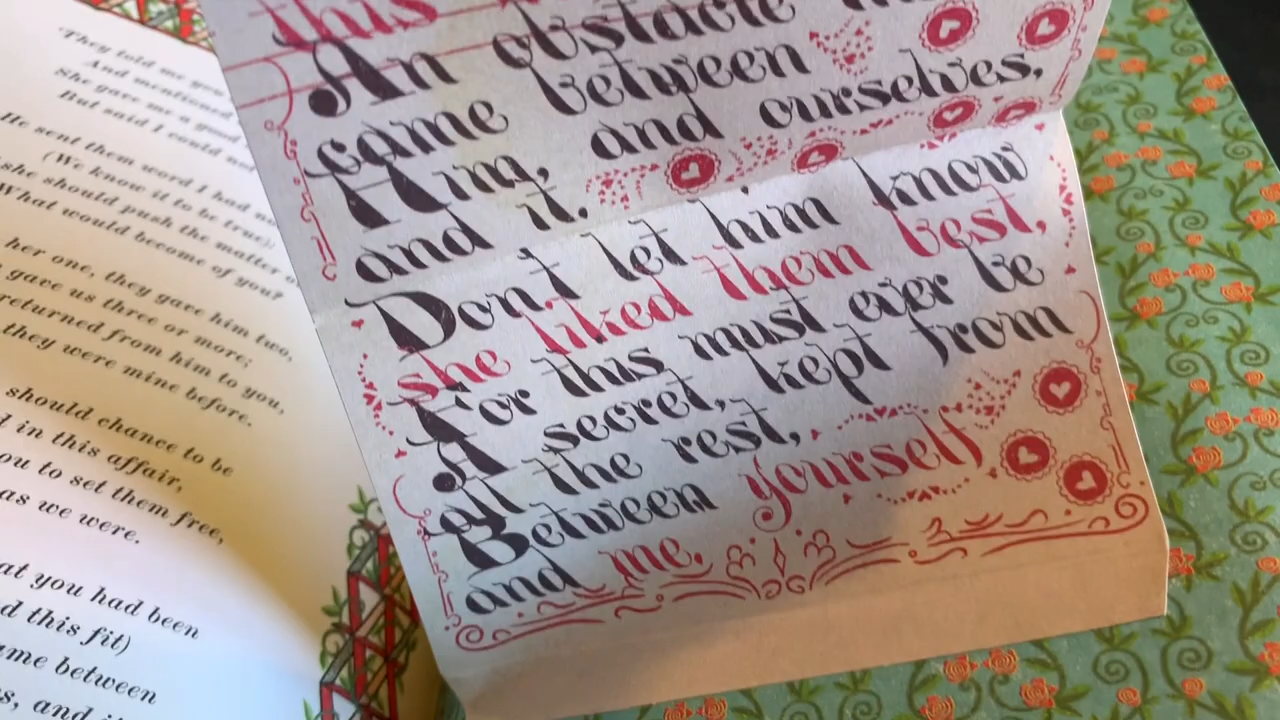 They told me you
And mentioned
She gave me a good
But said I could not
He sent them word I had
(We know it to be true):
she should push the matter
What would become of you?
her one, they gave him two,
gave us three or more;
returned from him to you,
they were mine before.
should chance to be
in this affair,
you to set them free,
as we were.
at you had been
this fit)
came between
and it
this
An obstacle
came between
Him, and ourselves,
and it.
Don't let him know
she liked them best,
For this must ever be
A secret, kept from
all the rest,
Between yourself
and me.